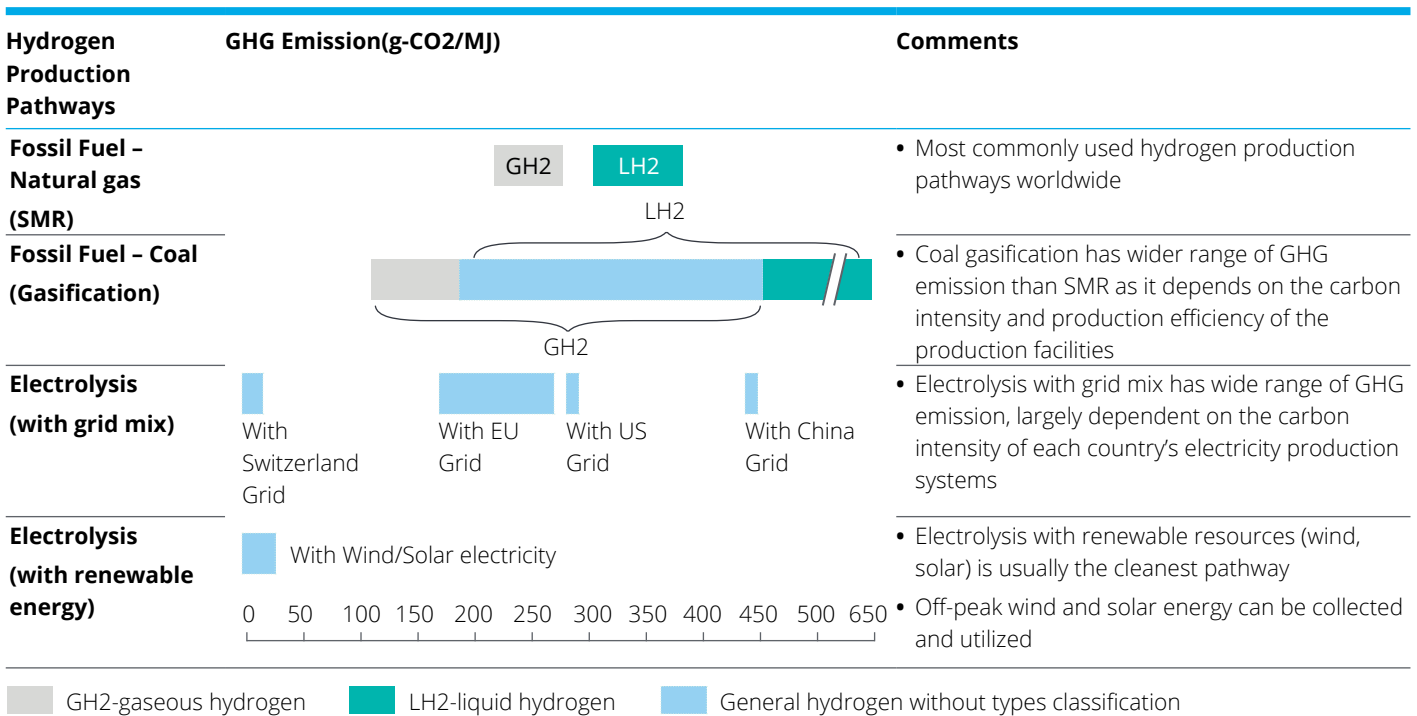 Hydrogen
Production
Pathways
GHG Emission(g-CO2/MJ)
Comments
Fossil Fuel –
Natural gas
(SMR)
GH2
LH2
• Most commonly used hydrogen production
pathways worldwide
LH2
Fossil Fuel – Coal
(Gasification)
GH2
• Coal gasification has wider range of GHG
emission than SMR as it depends on the carbon
intensity and production efficiency of the
production facilities
Electrolysis
(with grid mix)
With
Switzerland
Grid
With EU
Grid
With US
Grid
With China
Grid
• Electrolysis with grid mix has wide range of GHG
emission, largely dependent on the carbon
intensity of each country’s electricity production
systems
Electrolysis
(with renewable
energy)
With Wind/Solar electricity
0 50 100 150 200 250 300 350 400 450 500 650
• Electrolysis with renewable resources (wind,
solar) is usually the cleanest pathway
• Off-peak wind and solar energy can be collected
and utilized
GH2-gaseous hydrogen
LH2-liquid hydrogen
General hydrogen without types classification